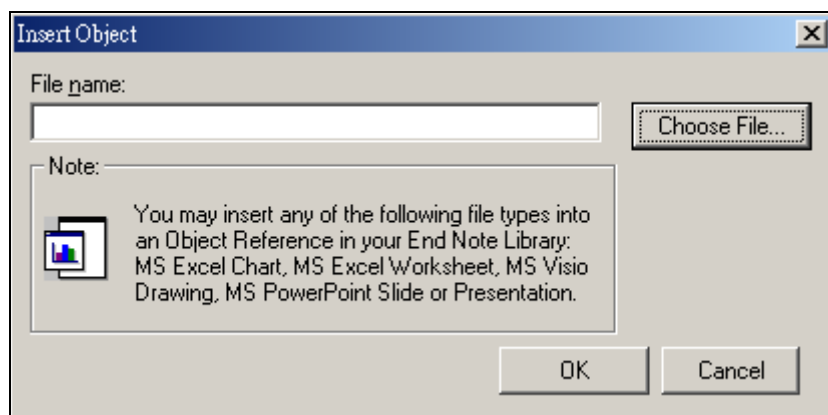 Insert Object
File name:
Choose File...
Note:
You may insert any of the following file types into
an Object Reference in your End Note Library:
MS Excel Chart, MS Excel Worksheet, MS Visio
Drawing, MS PowerPoint Slide or Presentation.
OK
Cancel